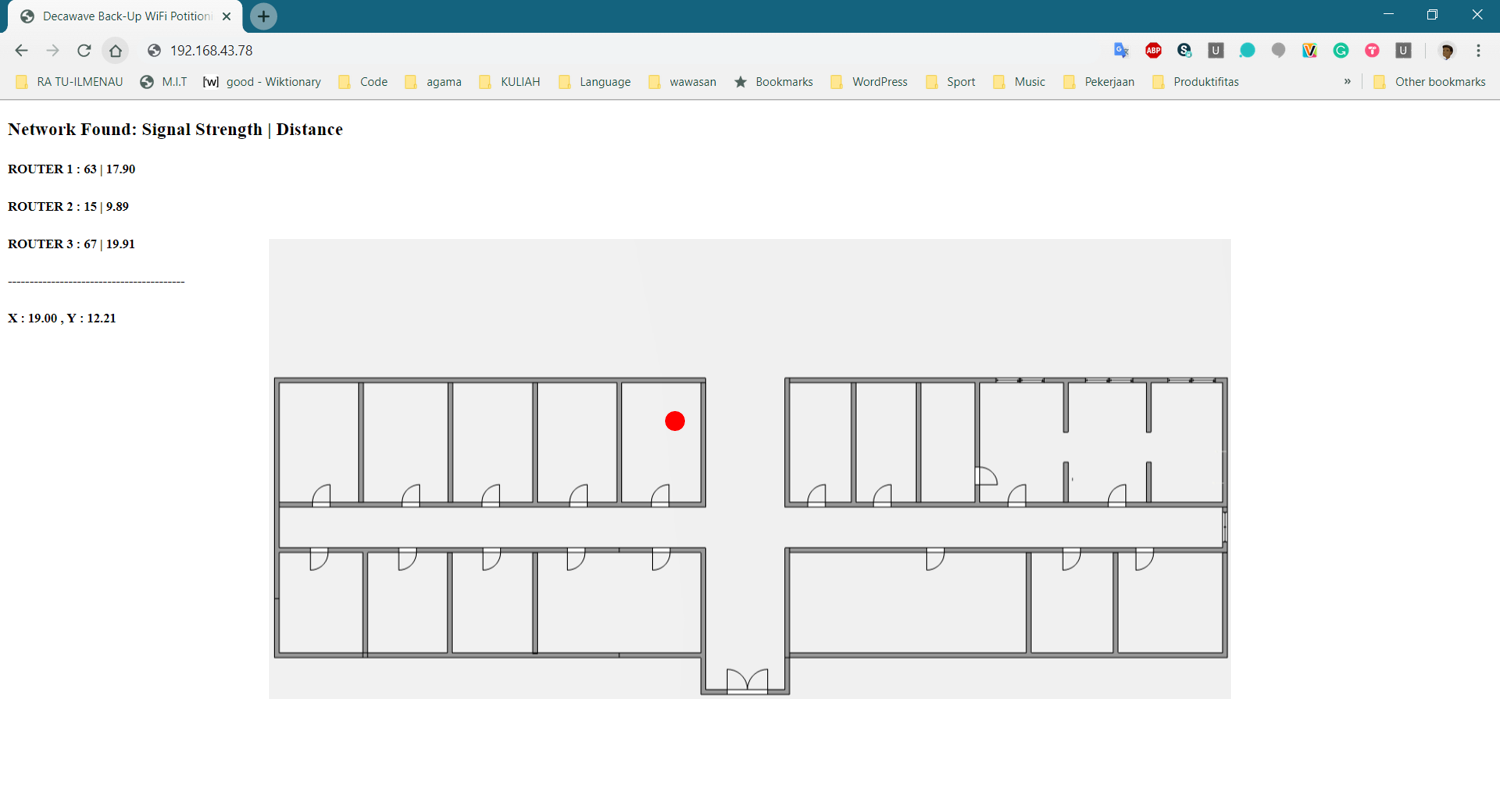 Decawave Back-Up WiFi Potitioni
192.168.43.78
ABP
RA TU-ILMENAU
M.I.T
[w] good - Wiktionary
Code
agama
KULIAH
Language
wawasan
Bookmarks
WordPress
Sport
Music
Pekerjaan
Produktifitas
»
Other bookmarks
Network Found: Signal Strength | Distance
ROUTER 1 : 63 | 17.90
ROUTER 2 : 15 | 9.89
ROUTER 3 : 67 | 19.91
-----------------------------------------
X : 19.00 , Y : 12.21